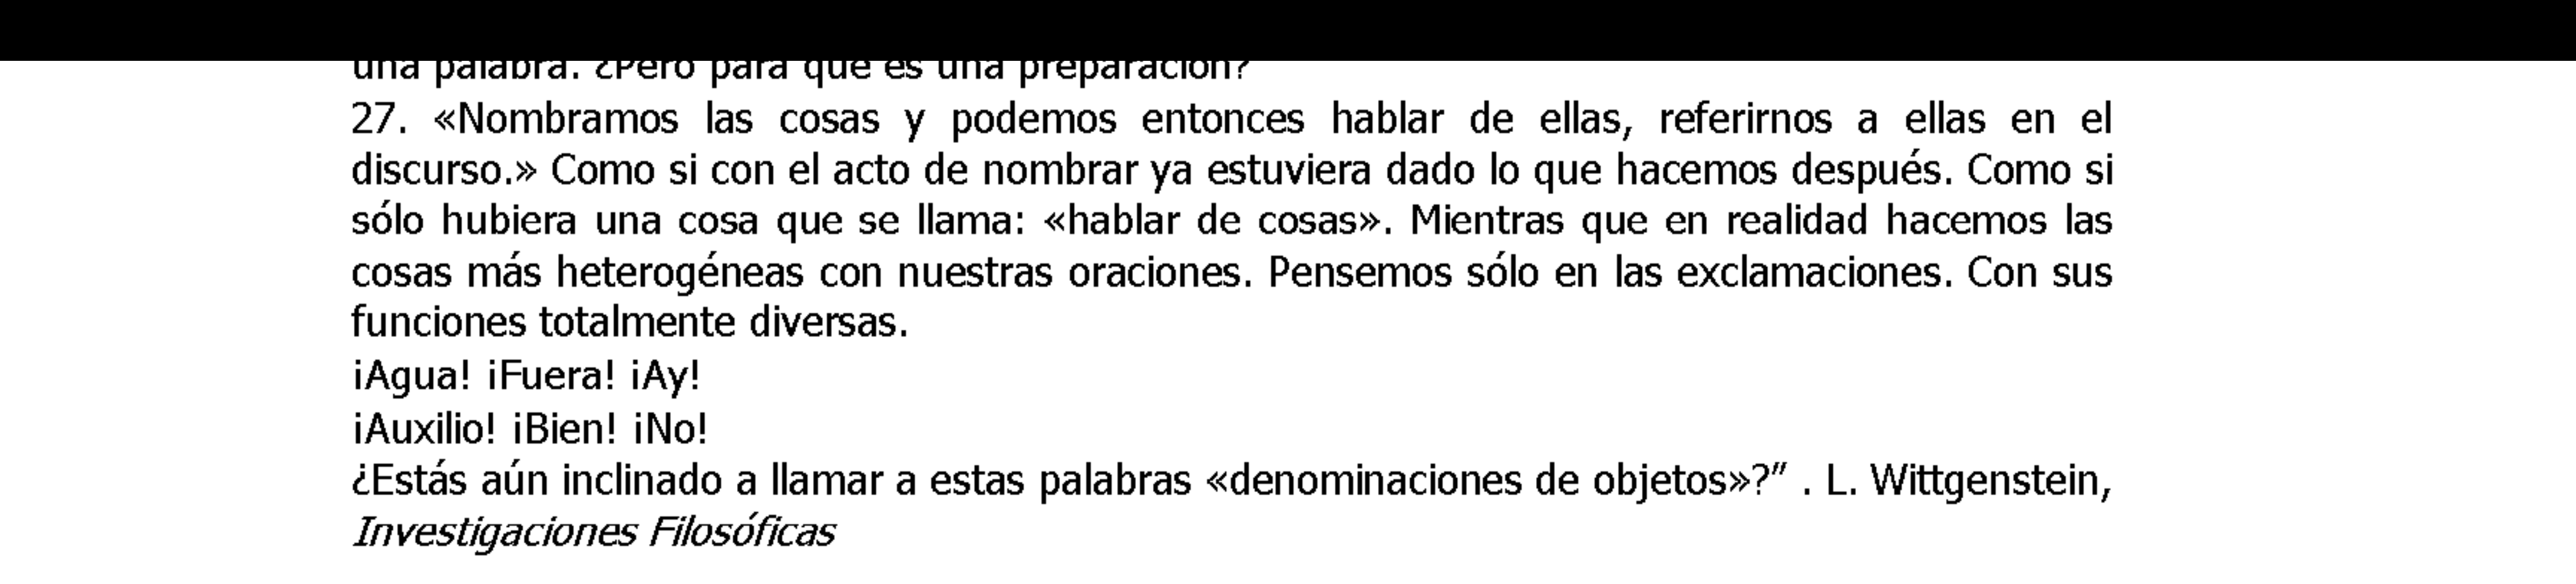 una palabra. ¿Pero para qué es una preparación?
27. «Nombramos las cosas y podemos entonces hablar de ellas, referirnos a ellas en el
discurso.» Como si con el acto de nombrar ya estuviera dado lo que hacemos después. Como si
sólo hubiera una cosa que se llama: «hablar de cosas». Mientras que en realidad hacemos las
cosas más heterogéneas con nuestras oraciones. Pensemos sólo en las exclamaciones. Con sus
funciones totalmente diversas.
¡Agua! ¡Fuera! ¡Ay!
¡Auxilio! ¡Bien! ¡No!
¿Estás aún inclinado a llamar a estas palabras «denominaciones de objetos»?” . L. Wittgenstein,
Investigaciones Filosóficas